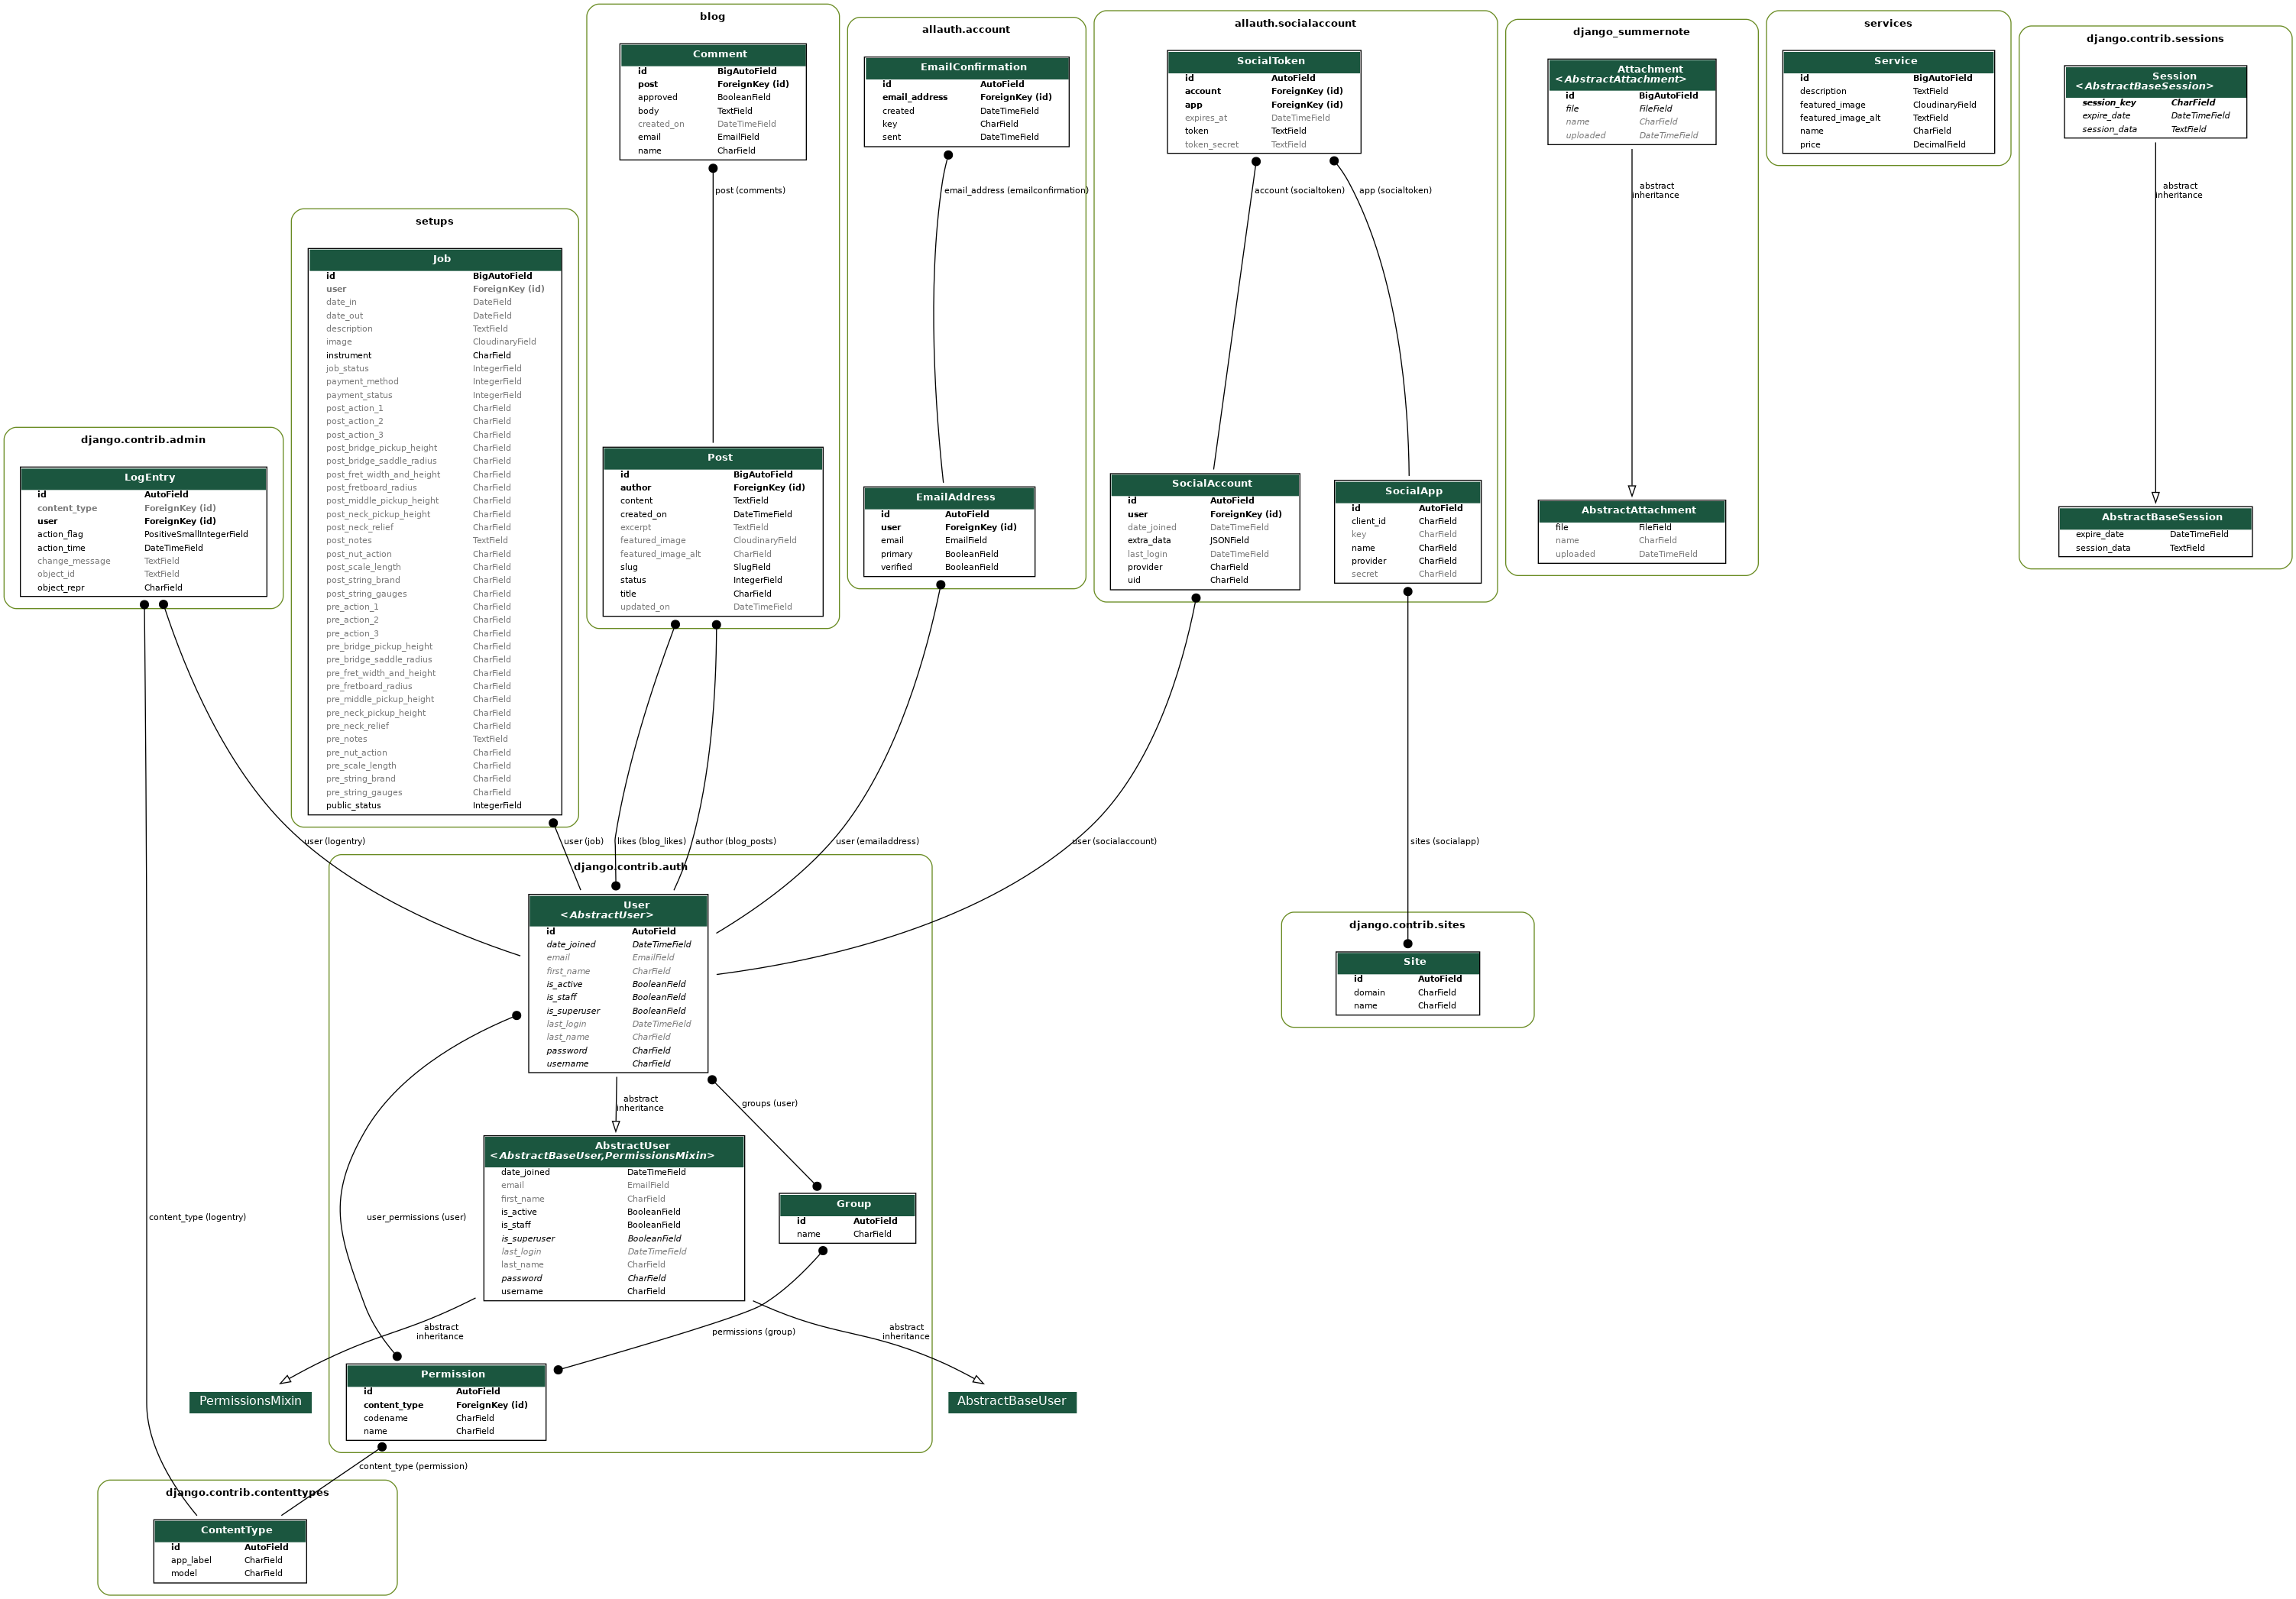 blog
Comment
id BigAutoField
post ForeignKey (id)
approved BooleanField
body TextField
created_on DateTimeField
email EmailField
name CharField
post (comments)
Post
id BigAutoField
author ForeignKey (id)
content TextField
created_on DateTimeField
excerpt TextField
featured_image CloudinaryField
featured_image_alt CharField
slug SlugField
status IntegerField
title CharField
updated_on DateTimeField
allauth.account
EmailConfirmation
id AutoField
email_address ForeignKey (id)
created DateTimeField
key CharField
sent DateTimeField
email_address (emailconfirmation)
EmailAddress
id AutoField
user ForeignKey (id)
email EmailField
primary BooleanField
verified BooleanField
allauth.socialaccount
SocialToken
id AutoField
account ForeignKey (id)
app ForeignKey (id)
expires_at DateTimeField
token TextField
token_secret TextField
account (socialtoken)
app (socialtoken)
SocialAccount
id AutoField
user ForeignKey (id)
date_joined DateTimeField
extra_data JSONField
last_login DateTimeField
provider CharField
uid CharField
SocialApp
id AutoField
client_id CharField
key CharField
name CharField
provider CharField
secret CharField
django_summernote
Attachment
<AbstractAttachment>
id BigAutoField
file FileField
name CharField
uploaded DateTimeField
abstract
inheritance
AbstractAttachment
file FileField
name CharField
uploaded DateTimeField
services
Service
id BigAutoField
description TextField
featured_image CloudinaryField
featured_image_alt TextField
name CharField
price DecimalField
django.contrib.sessions
Session
<AbstractBaseSession>
session_key CharField
expire_date DateTimeField
session_data TextField
abstract
inheritance
AbstractBaseSession
expire_date DateTimeField
session_data TextField
setups
Job
id BigAutoField
user ForeignKey (id)
date_in DateField
date_out DateField
description TextField
image CloudinaryField
instrument CharField
job_status IntegerField
payment_method IntegerField
payment_status IntegerField
post_action_1 CharField
post_action_2 CharField
post_action_3 CharField
post_bridge_pickup_height CharField
post_bridge_saddle_radius CharField
post_fret_width_and_height CharField
post_fretboard_radius CharField
post_middle_pickup_height CharField
post_neck_pickup_height CharField
post_neck_relief CharField
post_notes TextField
post_nut_action CharField
post_scale_length CharField
post_string_brand CharField
post_string_gauges CharField
pre_action_1 CharField
pre_action_2 CharField
pre_action_3 CharField
pre_bridge_pickup_height CharField
pre_bridge_saddle_radius CharField
pre_fret_width_and_height CharField
pre_fretboard_radius CharField
pre_middle_pickup_height CharField
pre_neck_pickup_height CharField
pre_neck_relief CharField
pre_notes TextField
pre_nut_action CharField
pre_scale_length CharField
pre_string_brand CharField
pre_string_gauges CharField
public_status IntegerField
django.contrib.admin
LogEntry
id AutoField
content_type ForeignKey (id)
user ForeignKey (id)
action_flag PositiveSmallIntegerField
action_time DateTimeField
change_message TextField
object_id TextField
object_repr CharField
user (logentry)
user (job)
likes (blog_likes)
author (blog_posts)
user (emailaddress)
user (socialaccount)
sites (socialapp)
django.contrib.auth
User
<AbstractUser>
id AutoField
date_joined DateTimeField
email EmailField
first_name CharField
is_active BooleanField
is_staff BooleanField
is_superuser BooleanField
last_login DateTimeField
last_name CharField
password CharField
username CharField
django.contrib.sites
Site
id AutoField
domain CharField
name CharField
abstract
inheritance
groups (user)
AbstractUser
<AbstractBaseUser,PermissionsMixin>
date_joined DateTimeField
email EmailField
first_name CharField
is_active BooleanField
is_staff BooleanField
is_superuser BooleanField
last_login DateTimeField
last_name CharField
password CharField
username CharField
Group
id AutoField
name CharField
content_type (logentry)
user_permissions (user)
abstract
inheritance
permissions (group)
abstract
inheritance
PermissionsMixin
Permission
id AutoField
content_type ForeignKey (id)
codename CharField
name CharField
AbstractBaseUser
content_type (permission)
django.contrib.contenttypes
ContentType
id AutoField
app_label CharField
model CharField